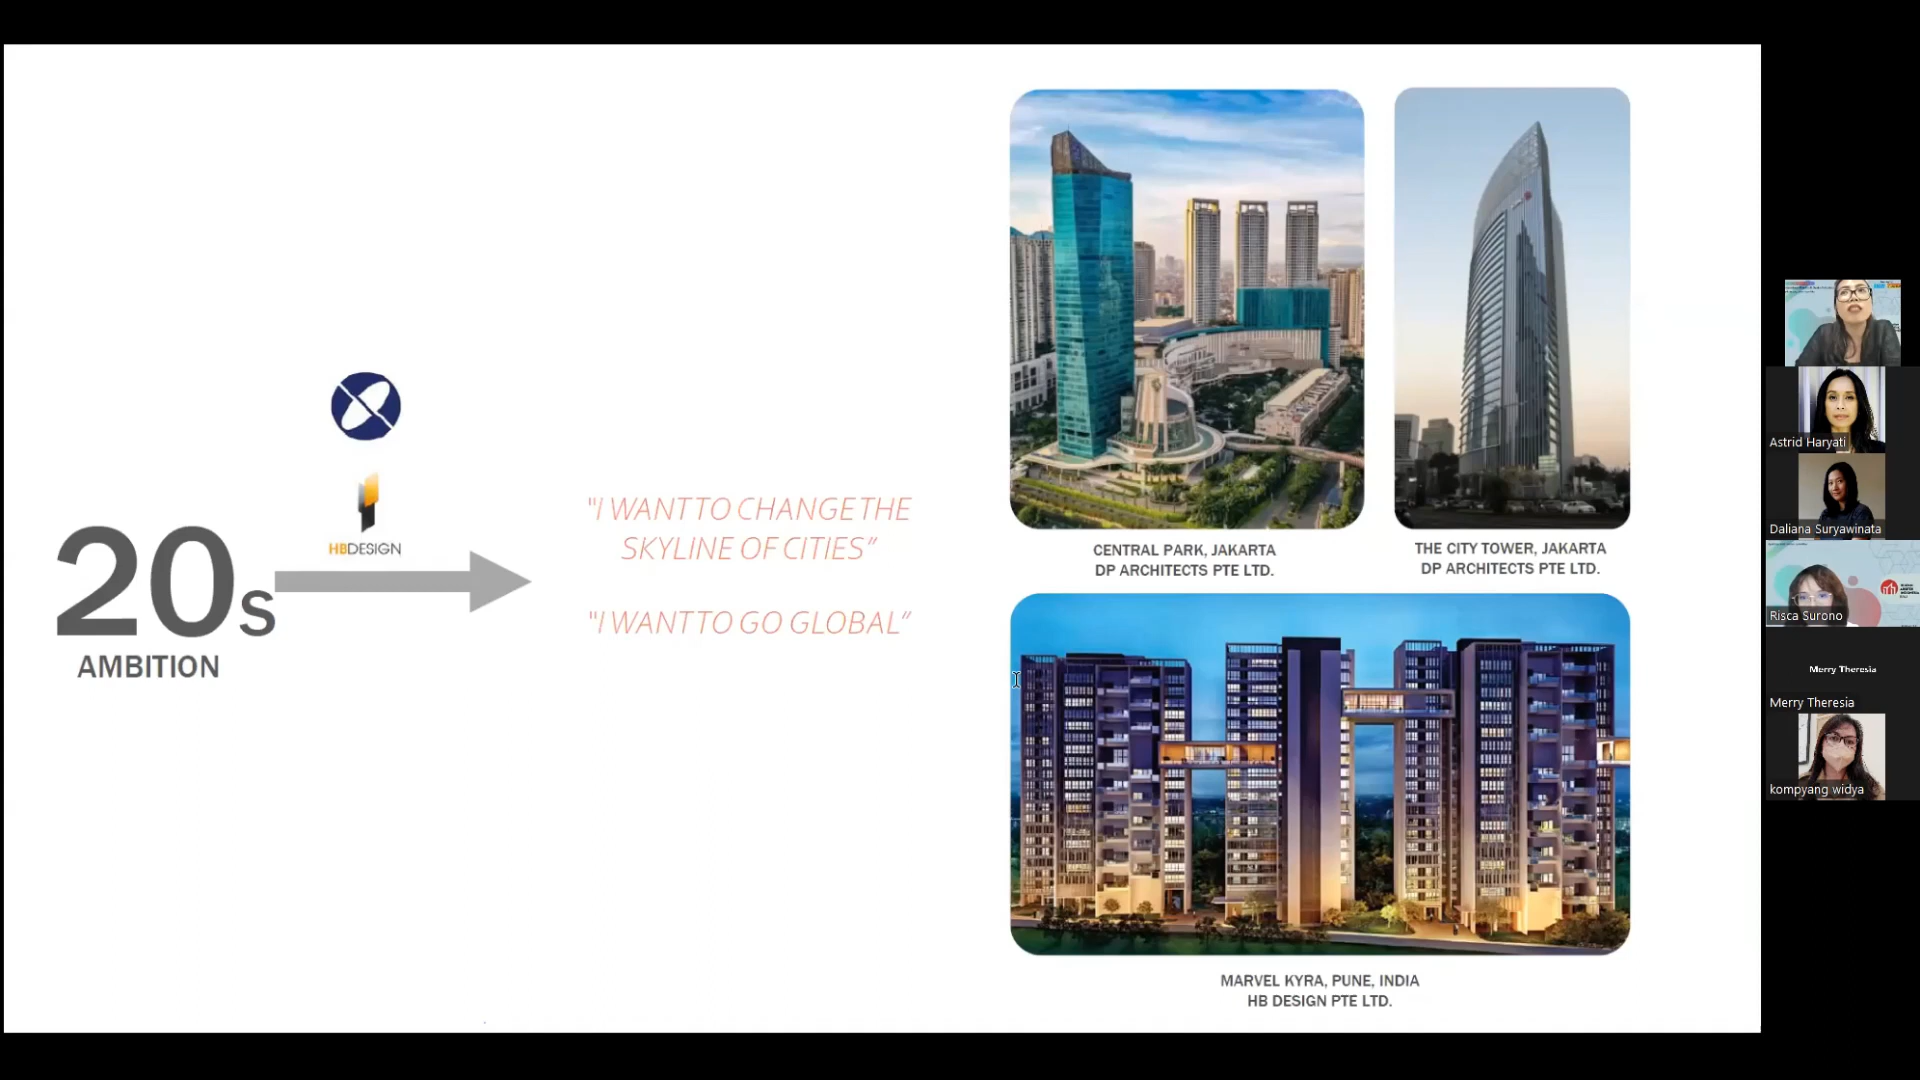 20s
AMBITION
HBDESIGN
"I WANT TO CHANGE THE
SKYLINE OF CITIES"
"I WANT TO GO GLOBAL"
CENTRAL PARK, JAKARTA
DP ARCHITECTS PTE LTD.
THE CITY TOWER, JAKARTA
DP ARCHITECTS PTE LTD.
MARVEL KYRA, PUNE, INDIA
HB DESIGN PTE LTD.
Astrid Haryati
Daliana Suryawinata
Risca Surono
Merry Theresia
Merry Theresia
kompyang widya